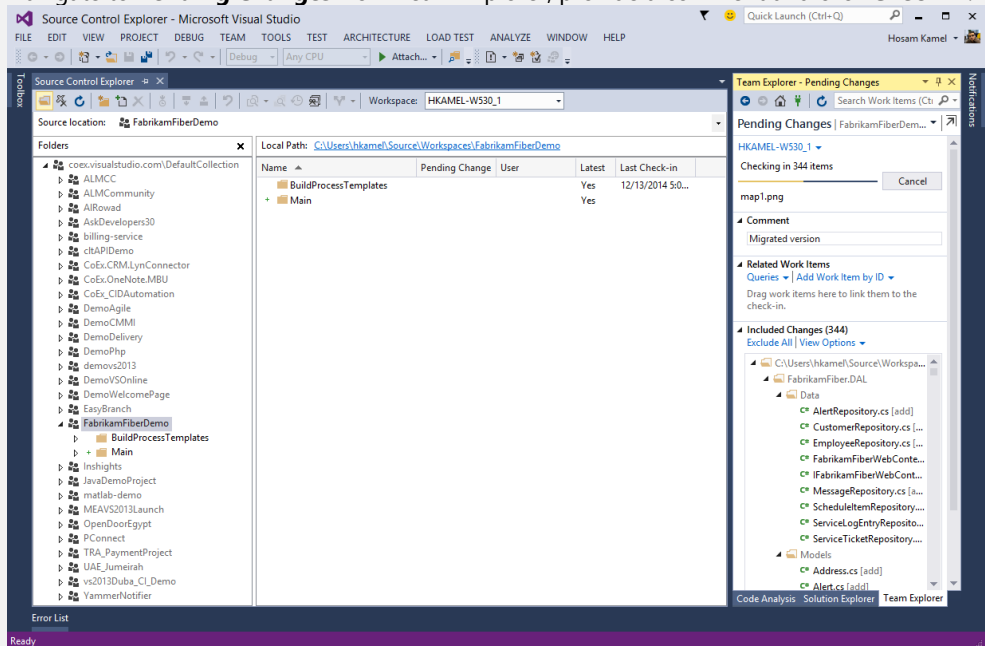 Source Control Explorer - Microsoft Visual Studio
Quick Launch (Ctrl+Q)
FILE EDIT VIEW PROJECT DEBUG TEAM TOOLS TEST ARCHITECTURE LOAD TEST ANALYZE WINDOW HELP
Hosam Kamel
Debug Any CPU Attach...
Toolbox
Source Control Explorer
Workspace: HKAMEL-W530_1
Source location: FabrikamFiberDemo
Folders
coex.visualstudio.com\DefaultCollection
ALMCC
ALMCommunity
AlRowad
AskDevelopers30
billing-service
cltAPIDemo
CoEx.CRM.LynConnector
CoEx.OneNote.MBU
CoEx_CIDAutomation
DemoAgile
DemoCMMI
DemoDelivery
DemoPhp
demovs2013
DemoVSOnline
DemoWelcomePage
EasyBranch
FabrikamFiberDemo
BuildProcessTemplates
+ Main
Inshights
JavaDemoProject
matlab-demo
MEAVS2013Launch
OpenDoorEgypt
PConnect
TRA_PaymentProject
UAE_Jumeirah
vs2013Duba_CI_Demo
YammerNotifier
Local Path: C:\Users\hkamel\Source\Workspaces\FabrikamFiberDemo
Name Pending Change User Latest Last Check-in
BuildProcessTemplates Yes 12/13/2014 5:0...
+ Main Yes
Team Explorer - Pending Changes
Search Work Items (Ctı
Pending Changes | FabrikamFiberDem...
HKAMEL-W530_1
Checking in 344 items
Cancel
map1.png
Comment
Migrated version
Related Work Items
Queries | Add Work Item by ID
Drag work items here to link them to the
check-in.
Included Changes (344)
Exclude All | View Options
C:\Users\hkamel\Source\Workspa...
FabrikamFiber.DAL
Data
C# AlertRepository.cs [add]
C# CustomerRepository.cs [...
C# EmployeeRepository.cs [...
C# FabrikamFiberWebConte...
C# IFabrikamFiberWebCont...
C# MessageRepository.cs [a...
C# ScheduleItemRepository....
C# ServiceLogEntryReposito...
C# ServiceTicketRepository....
Models
C# Address.cs [add]
C# Alert.cs [add]
Code Analysis Solution Explorer Team Explorer
Notifications
Error List
Ready